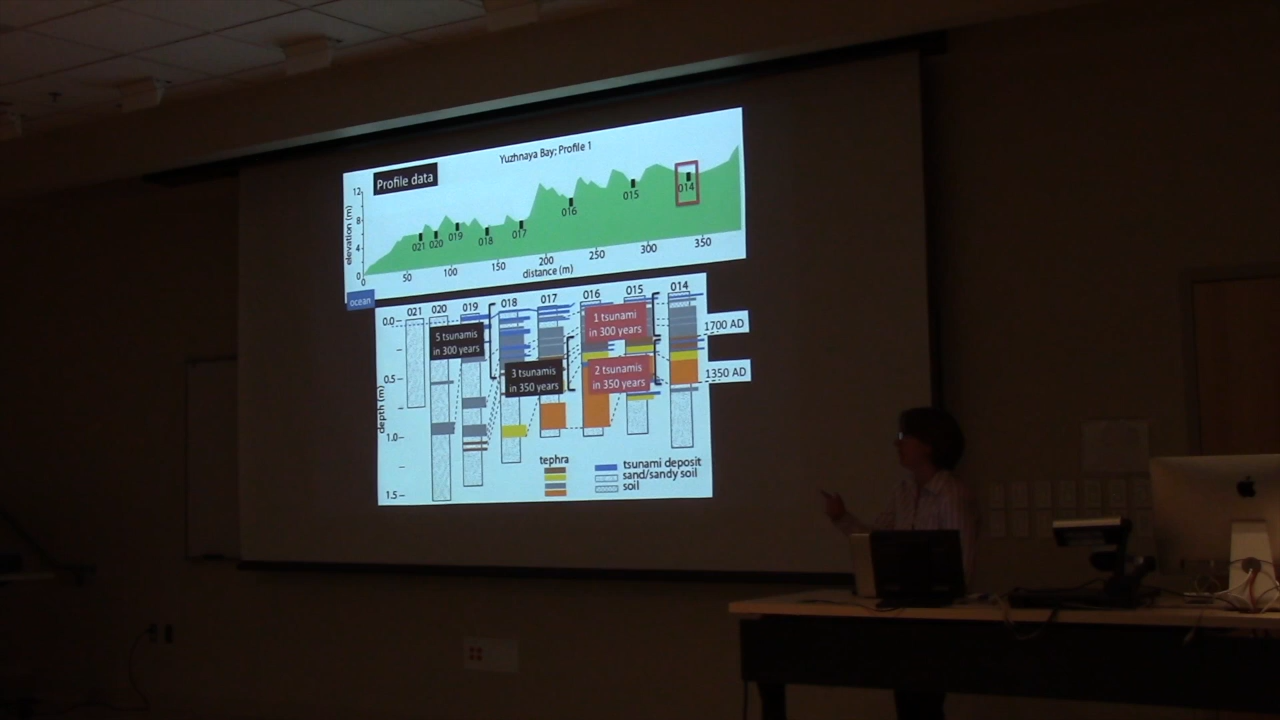 Yuzhnaya Bay; Profile 1
Profile data
elevation (m)
12
8
4
0
021
020
019
018
017
016
015
014
0
50
100
150
200
250
300
350
distance (m)
ocean
021
020
019
018
017
016
015
014
depth (m)
0.0
0.5
1.0
1.5
5 tsunamis
in 300 years
1 tsunami
in 300 years
3 tsunamis
in 350 years
2 tsunamis
in 350 years
1700 AD
1350 AD
tephra
tsunami deposit
sand/sandy soil
soil